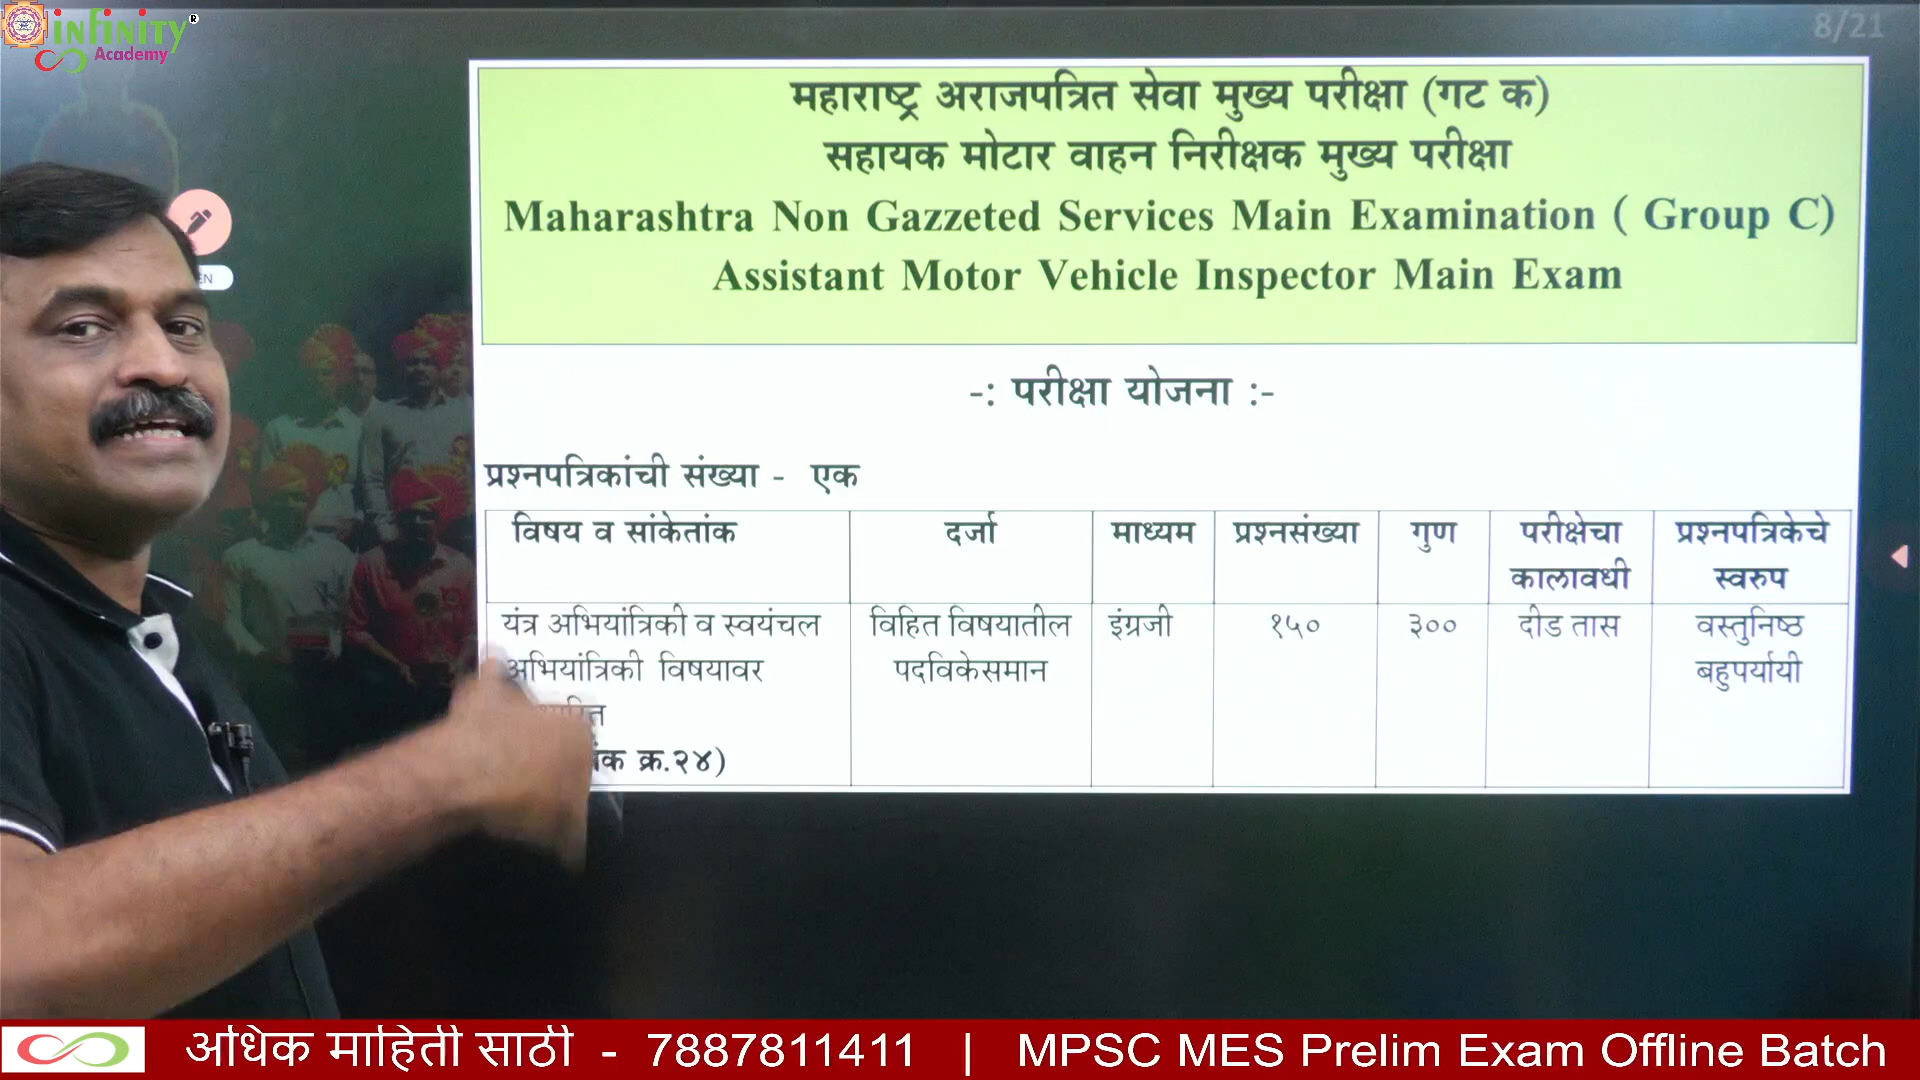 infinity®
Academy
8/21
EN
महाराष्ट्र अराजपत्रित सेवा मुख्य परीक्षा (गट क)
सहायक मोटार वाहन निरीक्षक मुख्य परीक्षा
Maharashtra Non Gazzeted Services Main Examination ( Group C)
Assistant Motor Vehicle Inspector Main Exam
-: परीक्षा योजना :-
प्रश्नपत्रिकांची संख्या - एक
विषय व सांकेतांक दर्जा माध्यम प्रश्नसंख्या गुण परीक्षेचा प्रश्नपत्रिकेचे
कालावधी स्वरुप
यंत्र अभियांत्रिकी व स्वयंचल विहित विषयातील इंग्रजी १५० ३०० दीड तास वस्तुनिष्ठ
अभियांत्रिकी विषयावर पदविकेसमान बहुपर्यायी
क्र.२४)
अधिक माहिती साठी - 7887811411 | MPSC MES Prelim Exam Offline Batch